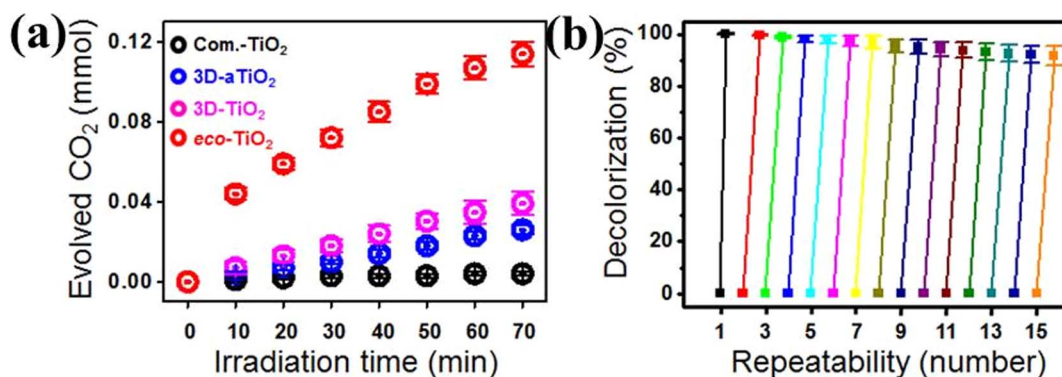 (a)
Evolved CO₂ (mmol)
0.12
0.08
0.04
0.00
Com.-TiO₂
3D-aTiO₂
3D-TiO₂
eco-TiO₂
0 10 20 30 40 50 60 70
Irradiation time (min)
(b)
Decolorization (%)
100
80
60
40
20
0
1 3 5 7 9 11 13 15
Repeatability (number)